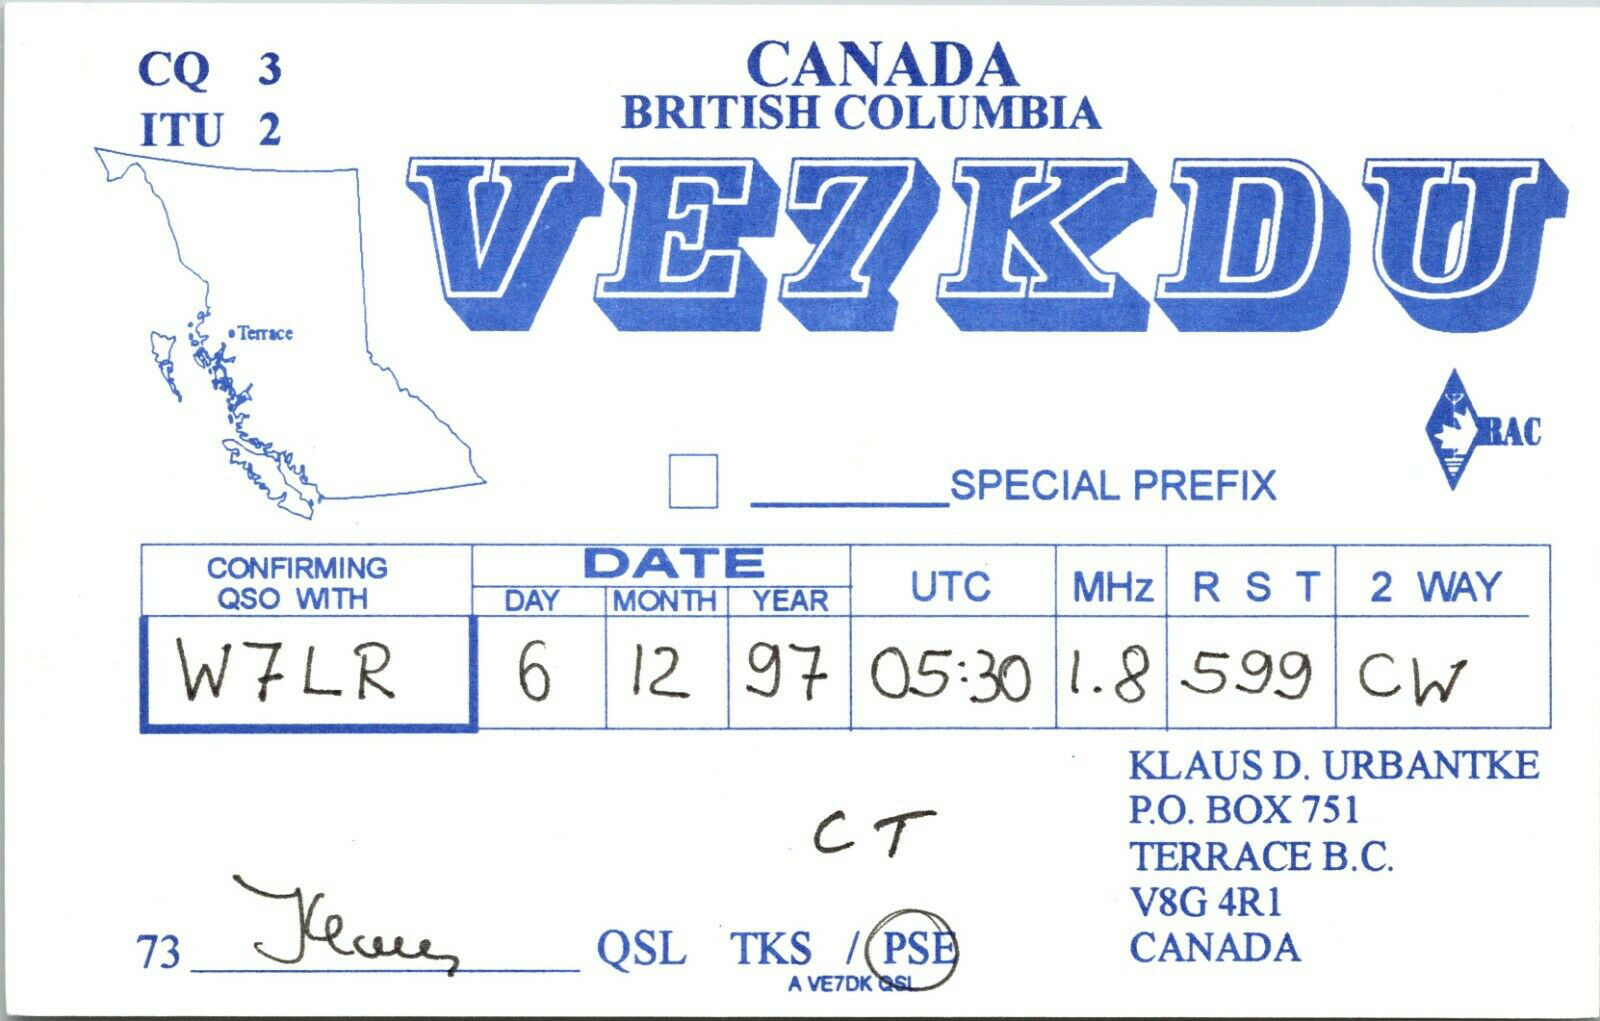 CQ 3
ITU 2
CANADA
BRITISH COLUMBIA
VE7KDU
Terrace
RAC
SPECIAL PREFIX
CONFIRMING QSO WITH DATE DAY MONTH YEAR UTC MHz R S T 2 WAY
W7LR 6 12 97 05:30 1.8 599 CW
KLAUS D. URBANTKE
P.O. BOX 751
TERRACE B.C.
V8G 4R1
CANADA
CT
73 Klaus QSL TKS / PSE
A VE7DK QSL